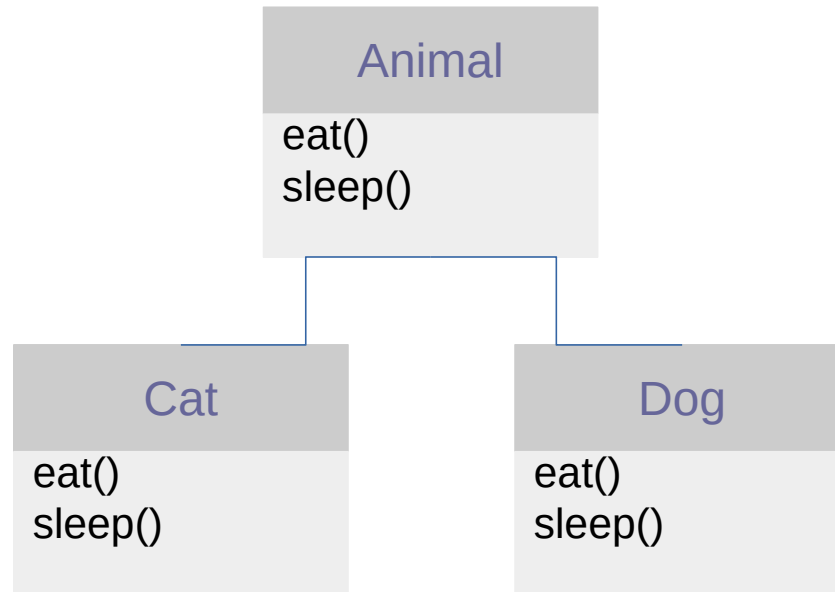 Animal
eat()
sleep()
Cat
eat()
sleep()
Dog
eat()
sleep()